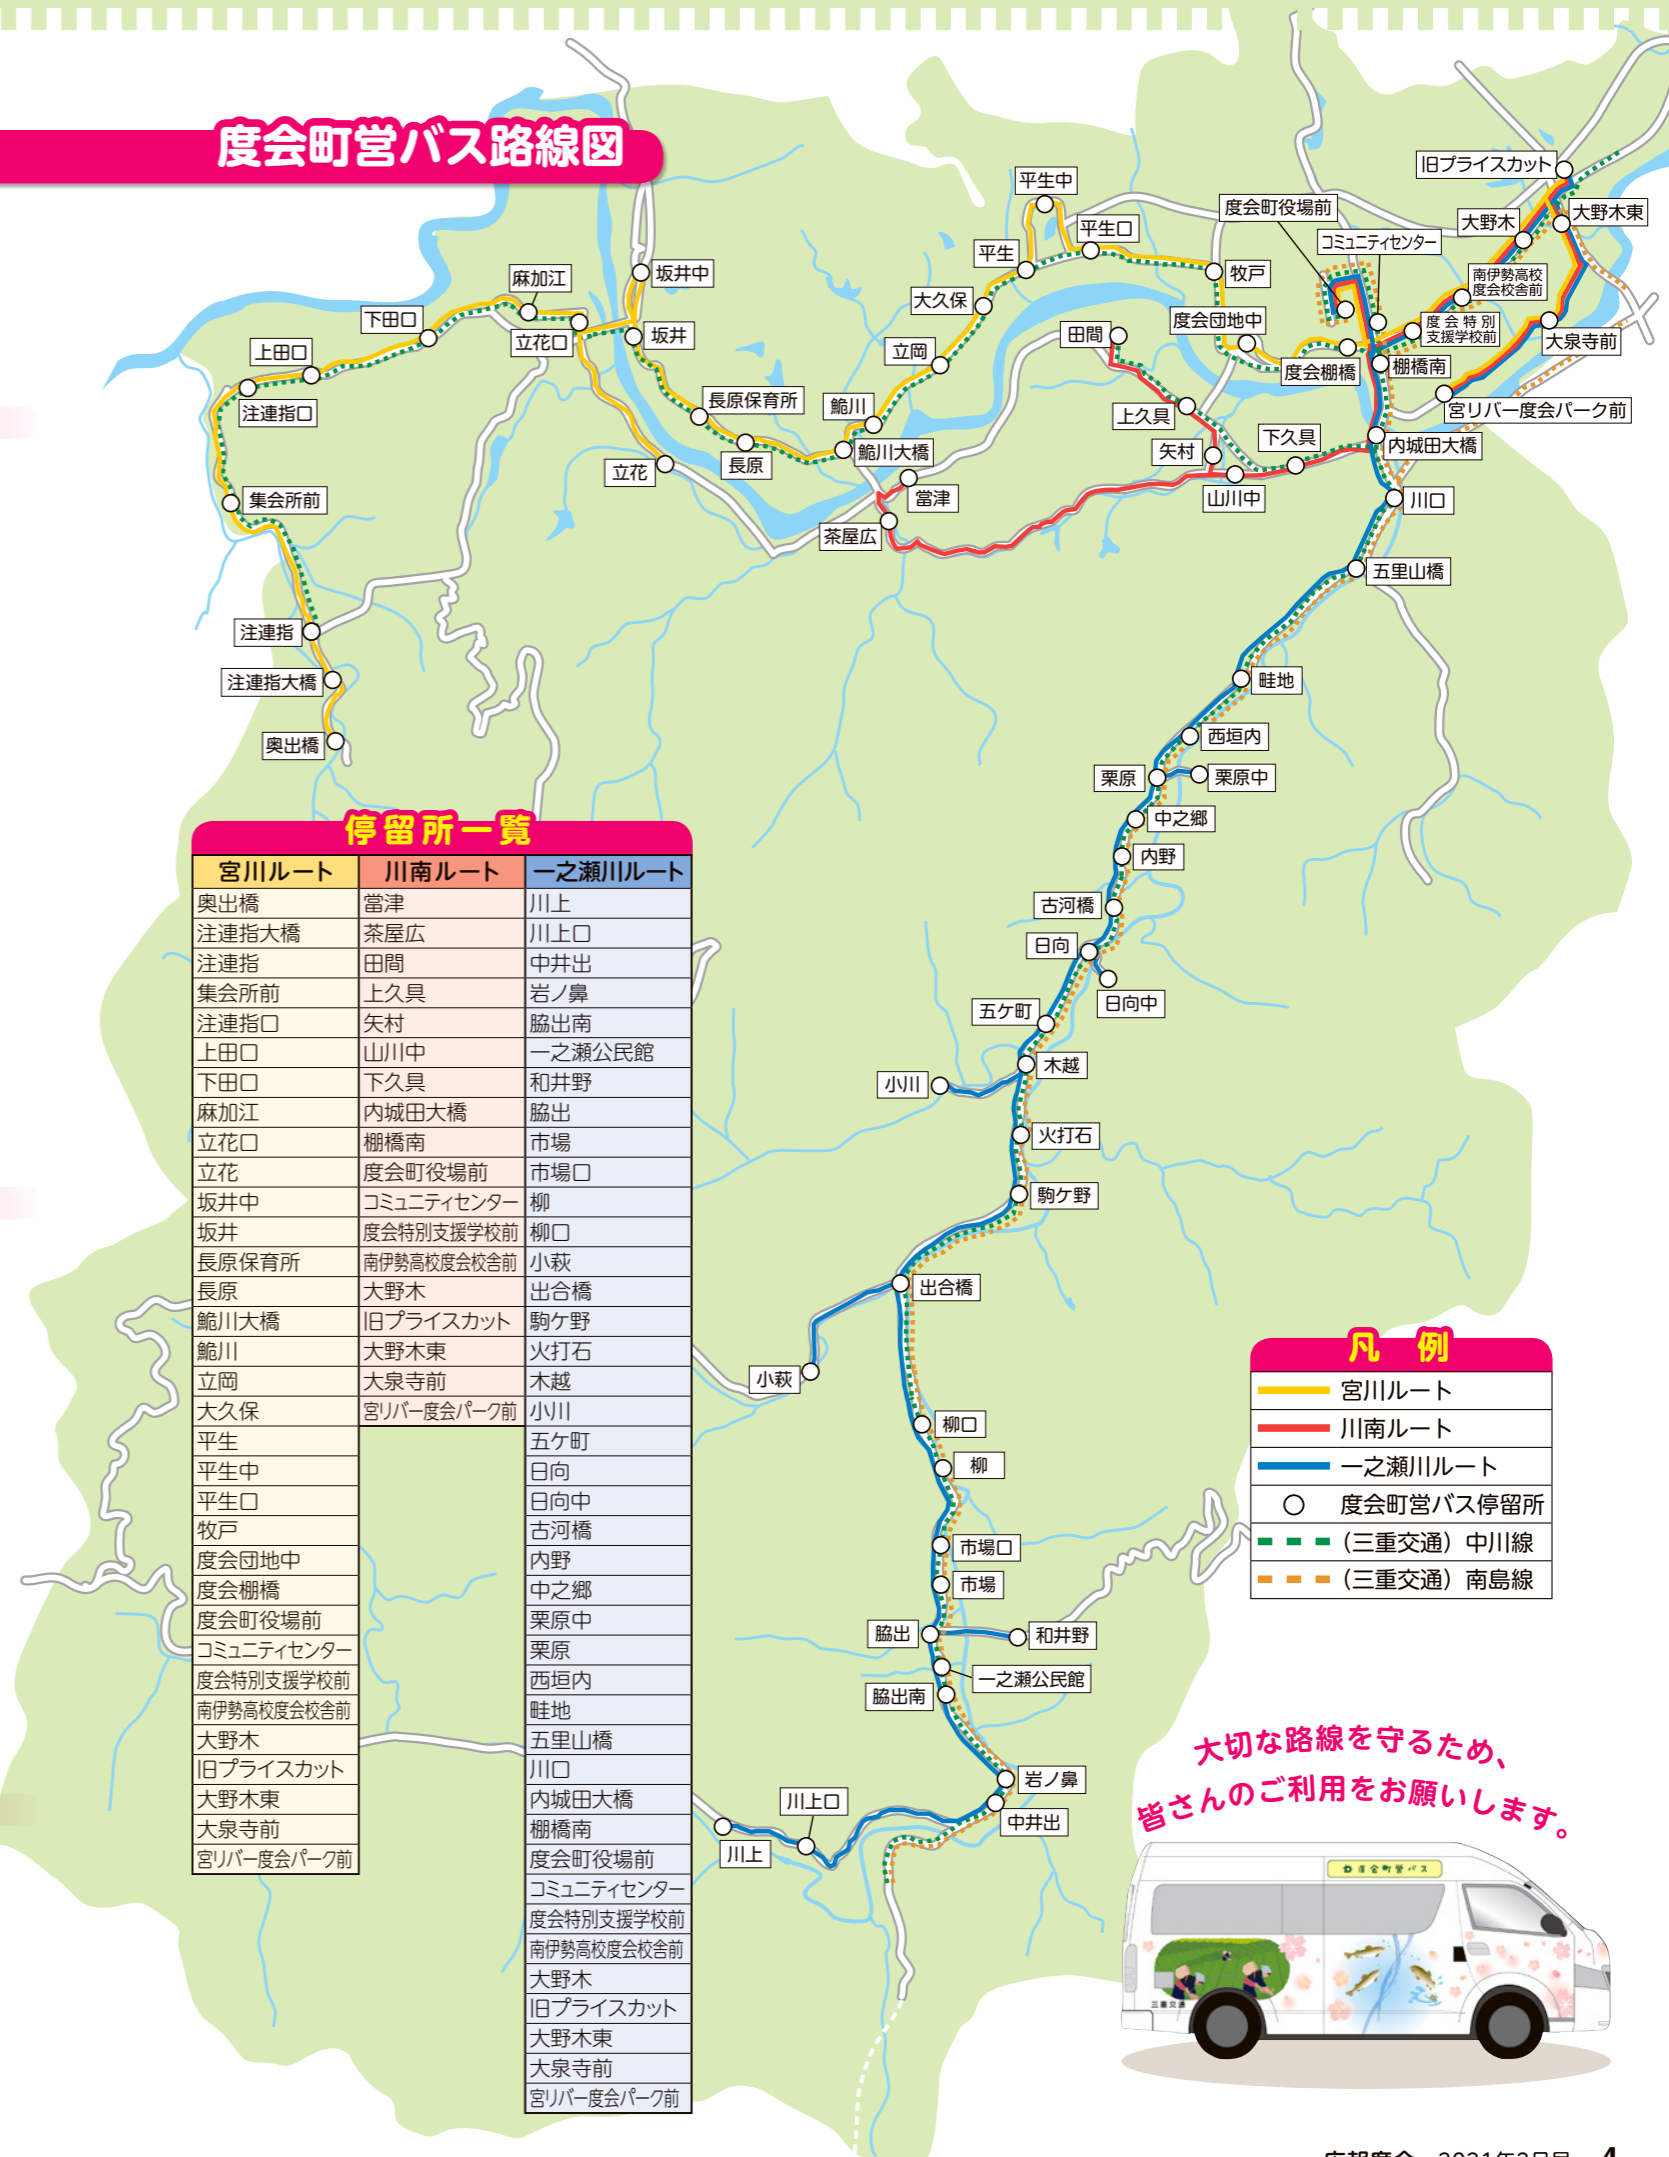 度会町営バス路線図
旧プライスカット
平生中
度会町役場前
大野木
大野木東
平生口
コミュニティセンター
平生
麻加江
坂井中
牧戸
南伊勢高校
度会校舎前
大久保
下田口
立花口
坂井
田間
度会団地中
度会特別
支援学校前
大泉寺前
上田口
立岡
度会棚橋
棚橋南
注連指口
長原保育所
鮠川
上久具
宮リバー度会パーク前
下久具
内城田大橋
長原
鮠川大橋
矢村
立花
集会所前
當津
山川中
川口
茶屋広
五里山橋
注連指
注連指大橋
畦地
奥出橋
西垣内
栗原
栗原中
中之郷
内野
古河橋
日向
日向中
五ケ町
木越
小川
火打石
駒ケ野
出合橋
小萩
柳口
柳
市場口
市場
脇出
和井野
一之瀬公民館
脇出南
岩ノ鼻
川上口
中井出
川上
停留所一覧
宮川ルート 川南ルート 一之瀬川ルート
奥出橋 當津 川上
注連指大橋 茶屋広 川上口
注連指 田間 中井出
集会所前 上久具 岩ノ鼻
注連指口 矢村 脇出南
上田口 山川中 一之瀬公民館
下田口 下久具 和井野
麻加江 内城田大橋 脇出
立花口 棚橋南 市場
立花 度会町役場前 市場口
坂井中 コミュニティセンター 柳
坂井 度会特別支援学校前 柳口
長原保育所 南伊勢高校度会校舎前 小萩
長原 大野木 出合橋
鮠川大橋 旧プライスカット 駒ケ野
鮠川 大野木東 火打石
立岡 大泉寺前 木越
大久保 宮リバー度会パーク前 小川
平生 五ケ町
平生中 日向
平生口 日向中
牧戸 古河橋
度会団地中 内野
度会棚橋 中之郷
度会町役場前 栗原中
コミュニティセンター 栗原
度会特別支援学校前 西垣内
南伊勢高校度会校舎前 畦地
大野木 五里山橋
旧プライスカット 川口
大野木東 内城田大橋
大泉寺前 棚橋南
宮リバー度会パーク前 度会町役場前
コミュニティセンター
度会特別支援学校前
南伊勢高校度会校舎前
大野木
旧プライスカット
大野木東
大泉寺前
宮リバー度会パーク前
凡 例
宮川ルート
川南ルート
一之瀬川ルート
度会町営バス停留所
(三重交通) 中川線
(三重交通) 南島線
大切な路線を守るため、
皆さんのご利用をお願いします。
度会町営バス
三重交通